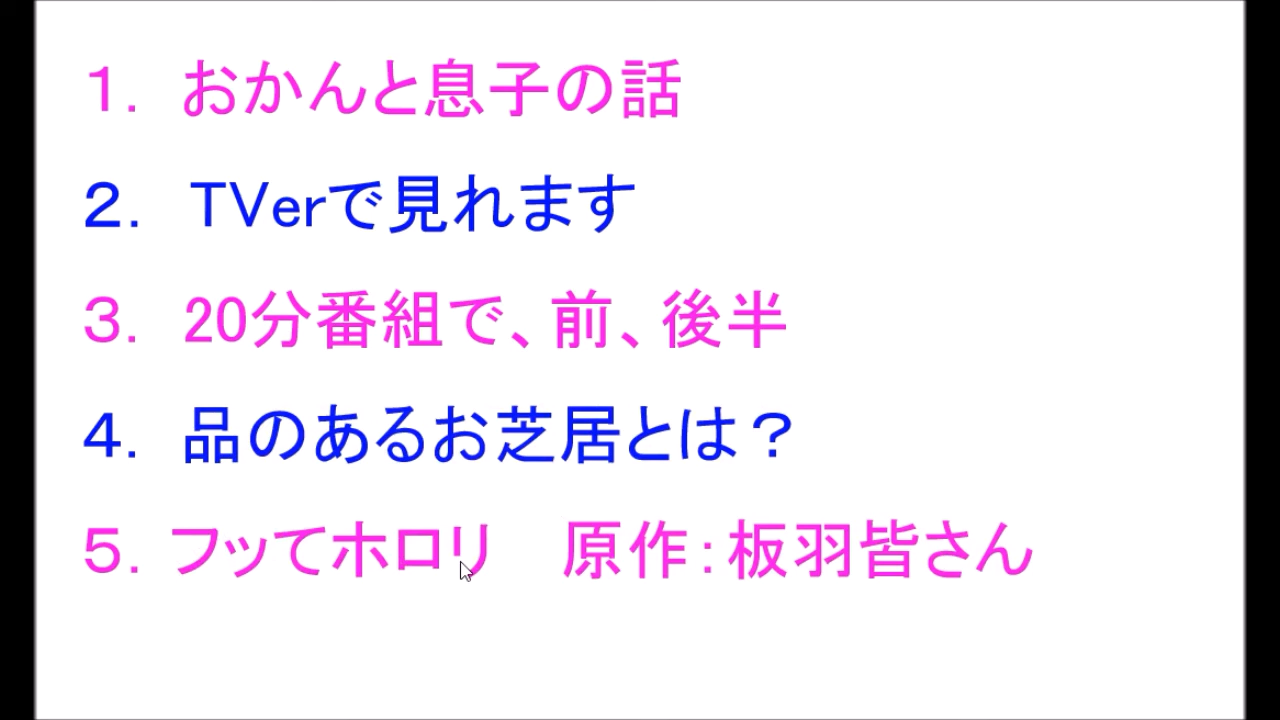 １．おかんと息子の話
２．TVerで見れます
３．20分番組で、前、後半
４．品のあるお芝居とは？
５．フッてホロリ　原作：板羽皆さん